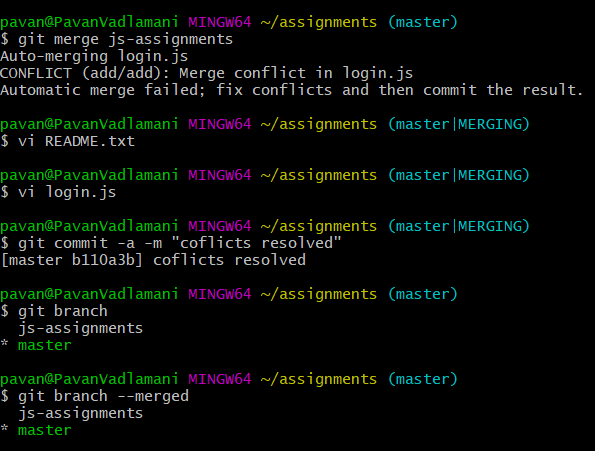 pavan@PavanVadlamani MINGW64 ~/assignments (master)
$ git merge js-assignments
Auto-merging login.js
CONFLICT (add/add): Merge conflict in login.js
Automatic merge failed; fix conflicts and then commit the result.
pavan@PavanVadlamani MINGW64 ~/assignments (master|MERGING)
$ vi README.txt
pavan@PavanVadlamani MINGW64 ~/assignments (master|MERGING)
$ vi login.js
pavan@PavanVadlamani MINGW64 ~/assignments (master|MERGING)
$ git commit -a -m "coflicts resolved"
[master b110a3b] coflicts resolved
pavan@PavanVadlamani MINGW64 ~/assignments (master)
$ git branch
  js-assignments
* master
pavan@PavanVadlamani MINGW64 ~/assignments (master)
$ git branch --merged
  js-assignments
* master